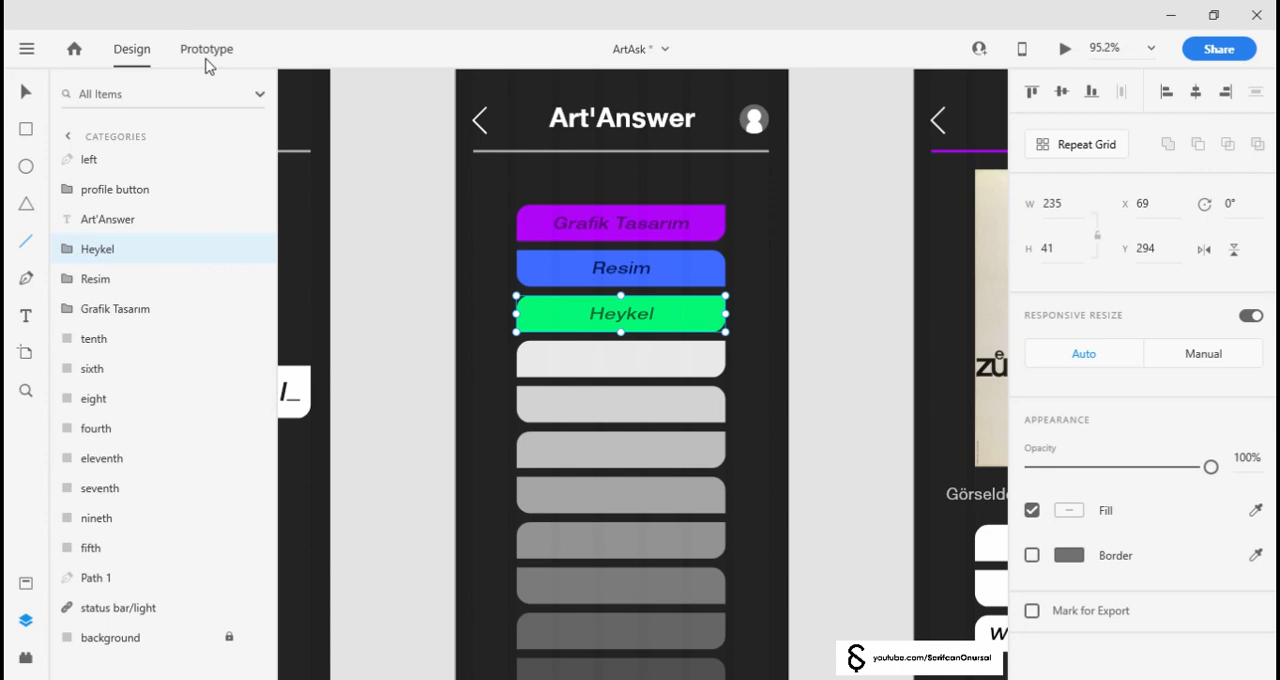 Design
Prototype
ArtAsk *
95.2%
Share
All Items
CATEGORIES
left
profile button
Art'Answer
Heykel
Resim
Grafik Tasarım
tenth
sixth
eight
fourth
eleventh
seventh
nineth
fifth
Path 1
status bar/light
background
I_
Art'Answer
Grafik Tasarım
Resim
Heykel
zü
e
Görselde
W
youtube.com/SerifcanOnursal
Repeat Grid
W 235
X 69
0°
H 41
Y 294
RESPONSIVE RESIZE
Auto
Manual
APPEARANCE
Opacity
100%
Fill
Border
Mark for Export